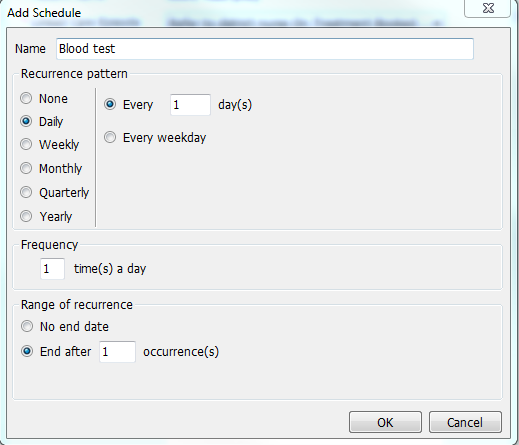 Add Schedule
Name Blood test
Recurrence pattern
None
Daily
Weekly
Monthly
Quarterly
Yearly
Every 1 day(s)
Every weekday
Frequency
1 time(s) a day
Range of recurrence
No end date
End after 1 occurrence(s)
OK Cancel